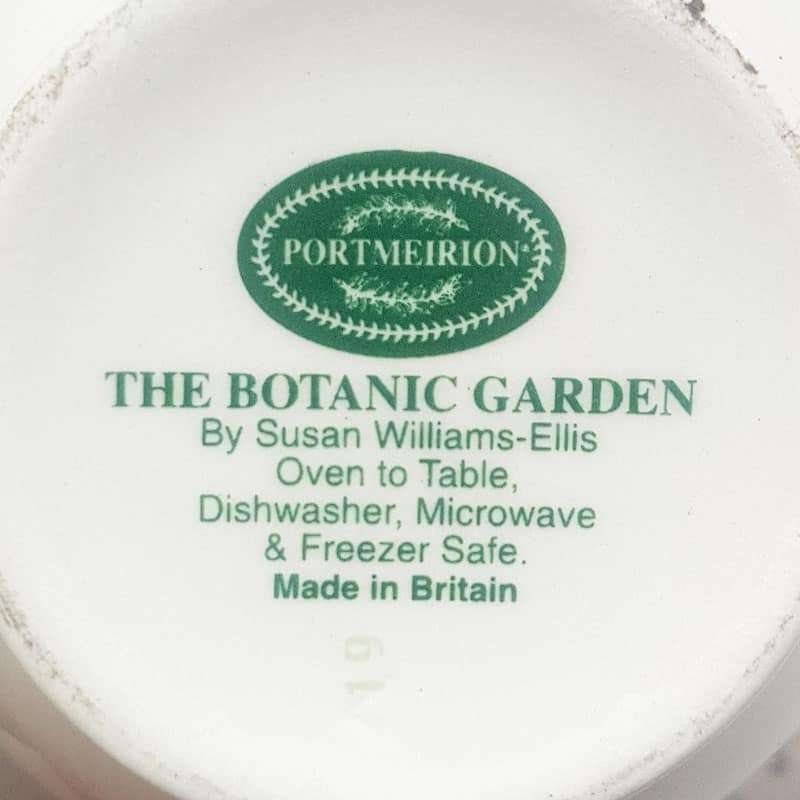 PORTMEIRION®
THE BOTANIC GARDEN
By Susan Williams-Ellis
Oven to Table,
Dishwasher, Microwave
& Freezer Safe.
Made in Britain